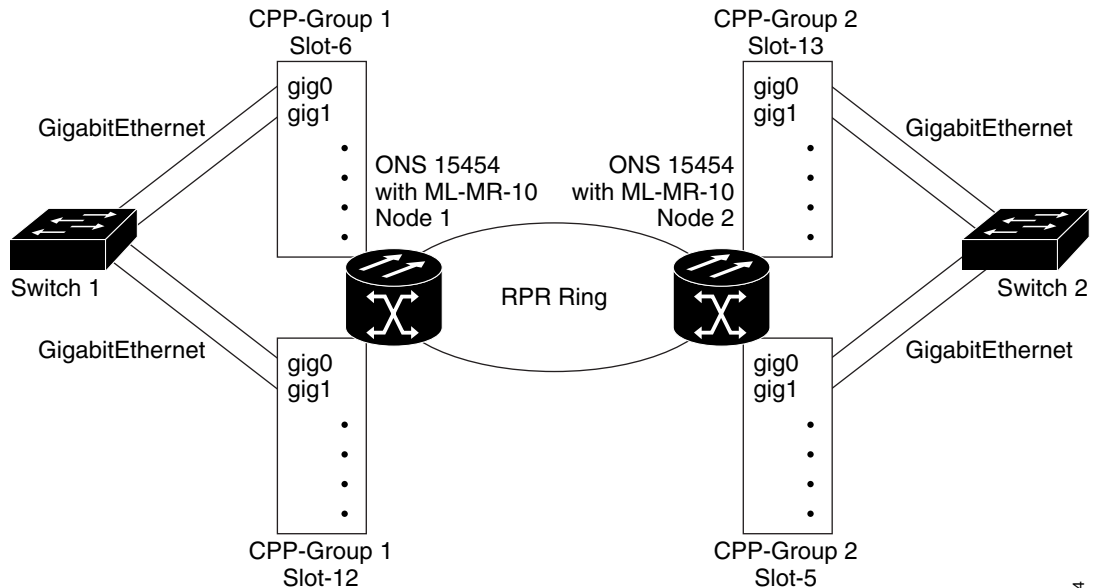 CPP-Group 1
Slot-6
CPP-Group 2
Slot-13
gig0
gig1
gig0
gig1
GigabitEthernet
GigabitEthernet
ONS 15454
with ML-MR-10
Node 1
ONS 15454
with ML-MR-10
Node 2
Switch 1
RPR Ring
Switch 2
GigabitEthernet
GigabitEthernet
gig0
gig1
gig0
gig1
CPP-Group 1
Slot-12
CPP-Group 2
Slot-5